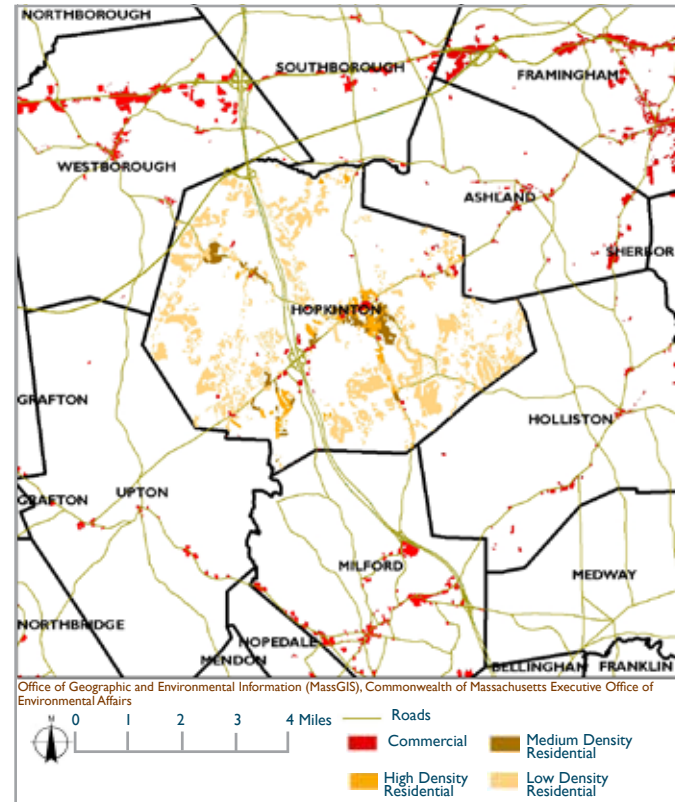 NORTHBOROUGH
SOUTHBOROUGH
FRAMINGHAM
WESTBOROUGH
ASHLAND
SHERBOR
HOPKINTON
GRAFTON
HOLLISTON
GRAFTON
UPTON
MILFORD
MEDWAY
NORTHBRIDGE
HOPEDALE
MENDON
BELLINGHAM
FRANKLIN
Office of Geographic and Environmental Information (MassGIS), Commonwealth of Massachusetts Executive Office of
Environmental Affairs
N
0 1 2 3 4 Miles
Roads
Commercial
Medium Density
Residential
High Density
Residential
Low Density
Residential